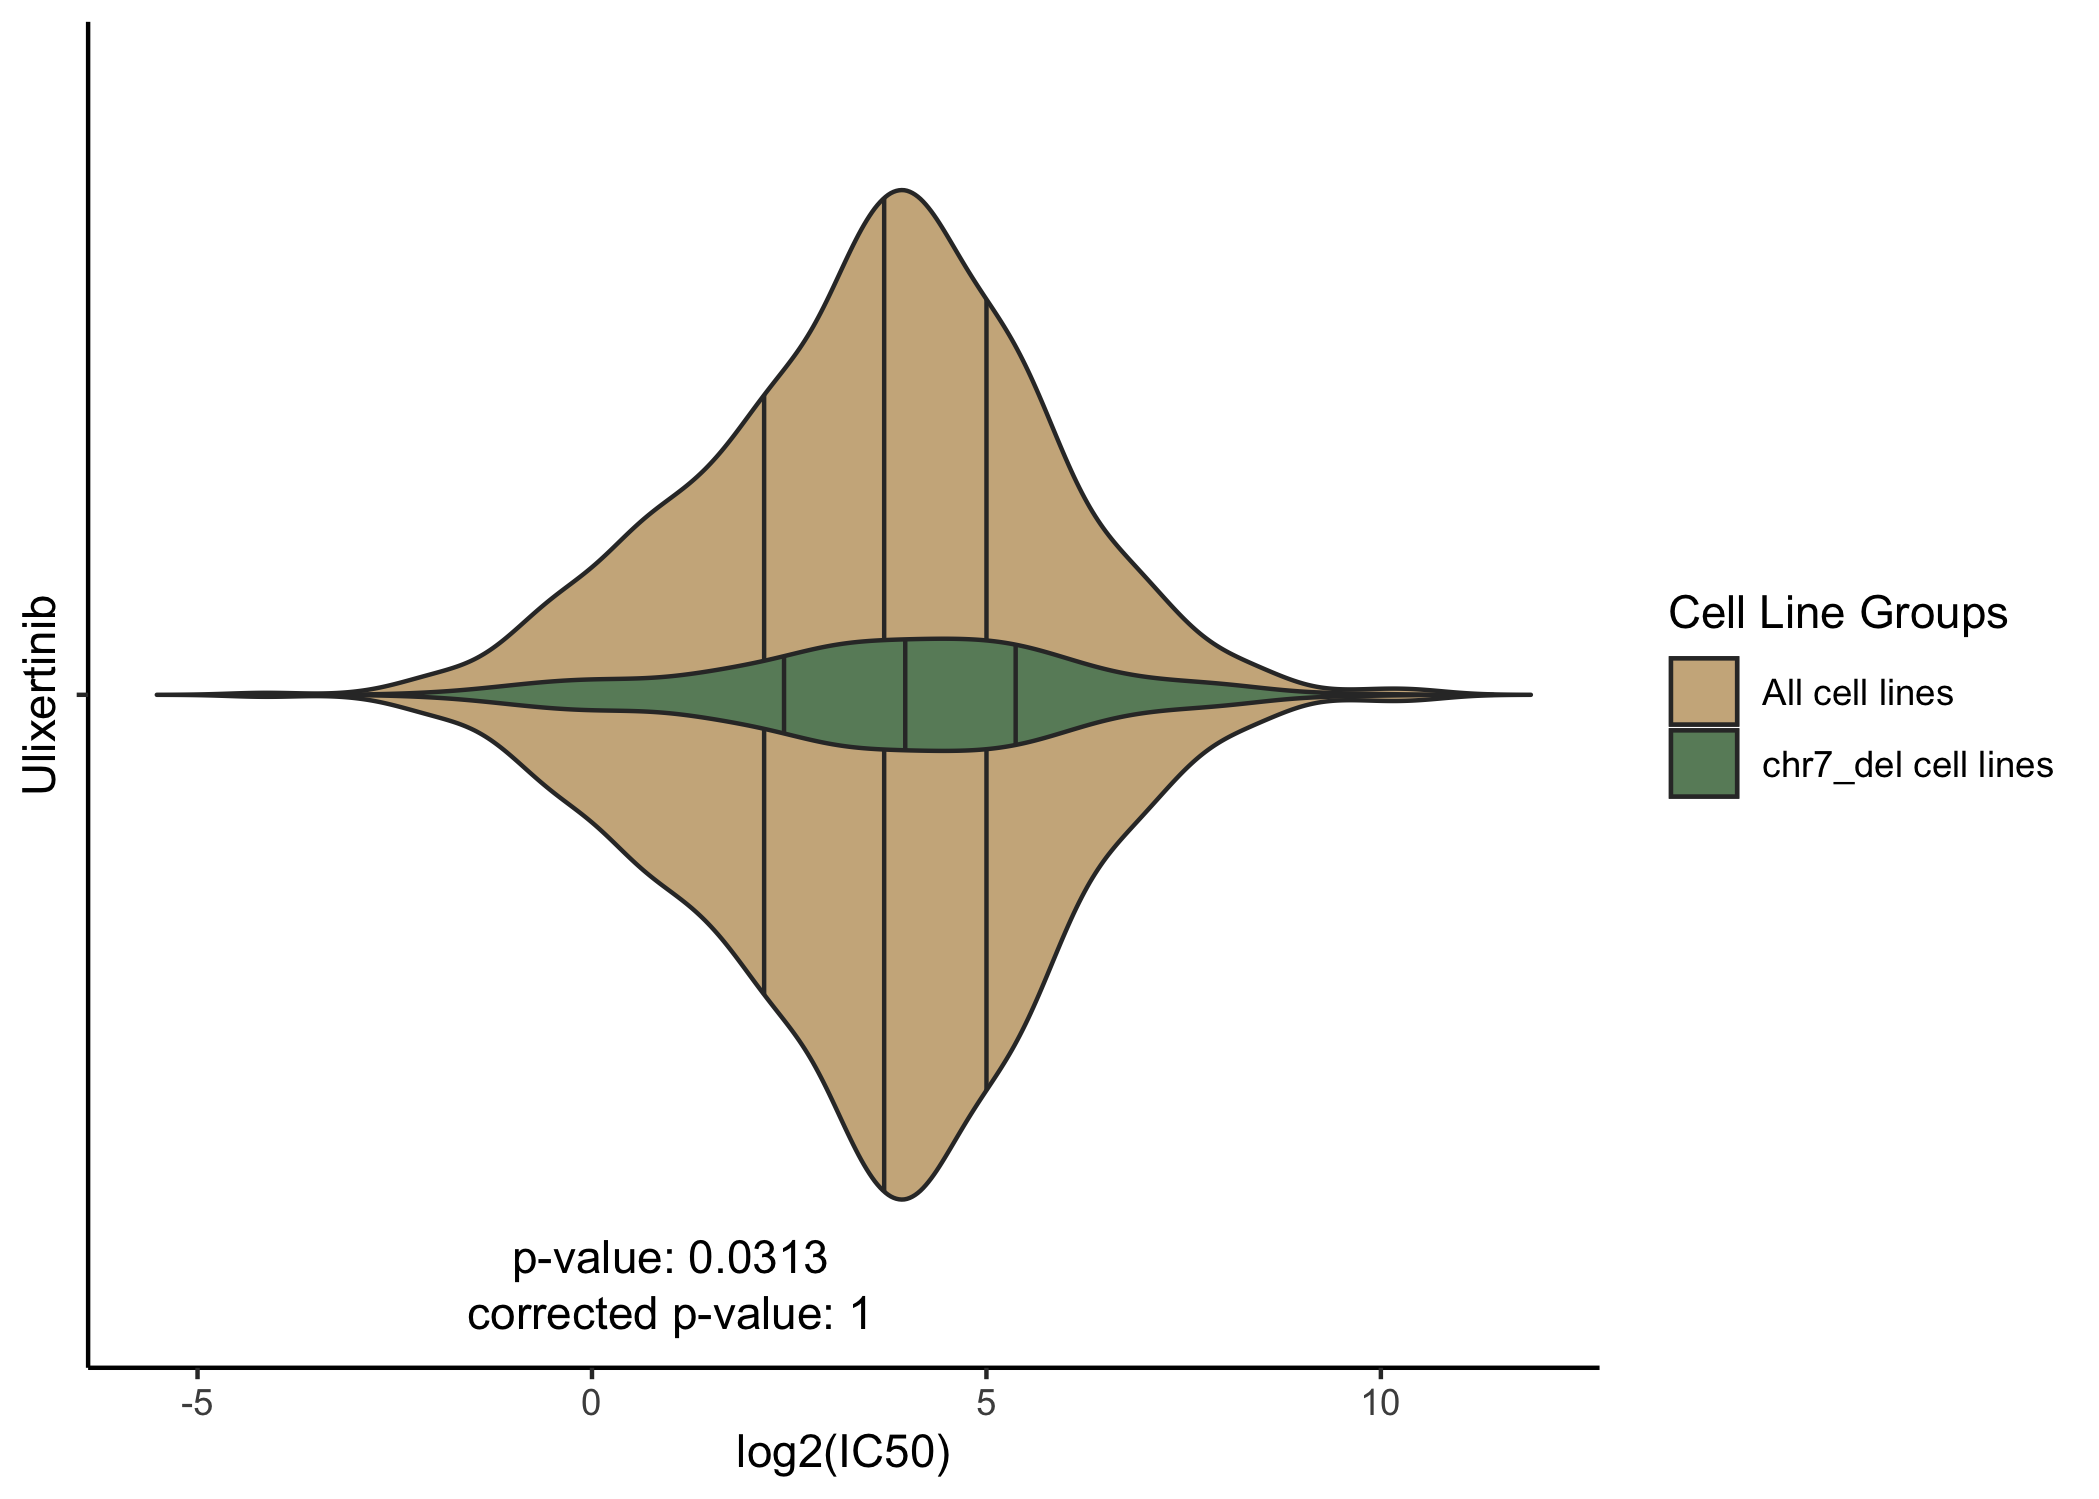 Ulixertinib
p-value: 0.0313
corrected p-value: 1
-5 0 5 10
log2(IC50)
Cell Line Groups
All cell lines
chr7_del cell lines